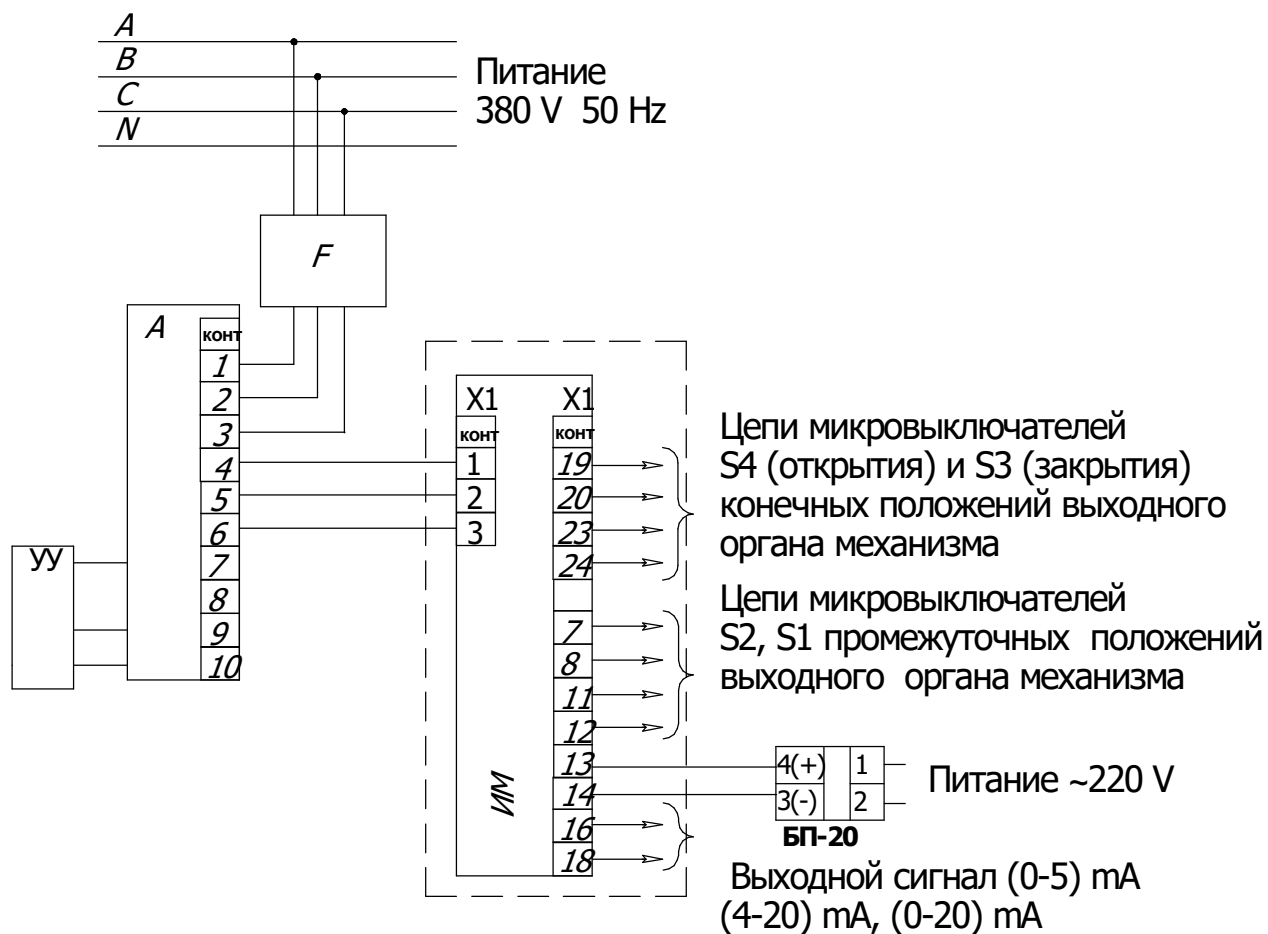 A
B
C
N
Питание
380 V 50 Hz
F
A
конт
1
2
3
4
5
6
7
8
9
10
УУ
X1
конт
1
2
3
X1
конт
19
20
23
24
7
8
11
12
13
14
16
18
ИМ
Цепи микровыключателей
S4 (открытия) и S3 (закрытия)
конечных положений выходного
органа механизма
Цепи микровыключателей
S2, S1 промежуточных положений
выходного органа механизма
4(+) 1
3(-) 2
БП-20
Питание ~220 V
Выходной сигнал (0-5) mA
(4-20) mA, (0-20) mA